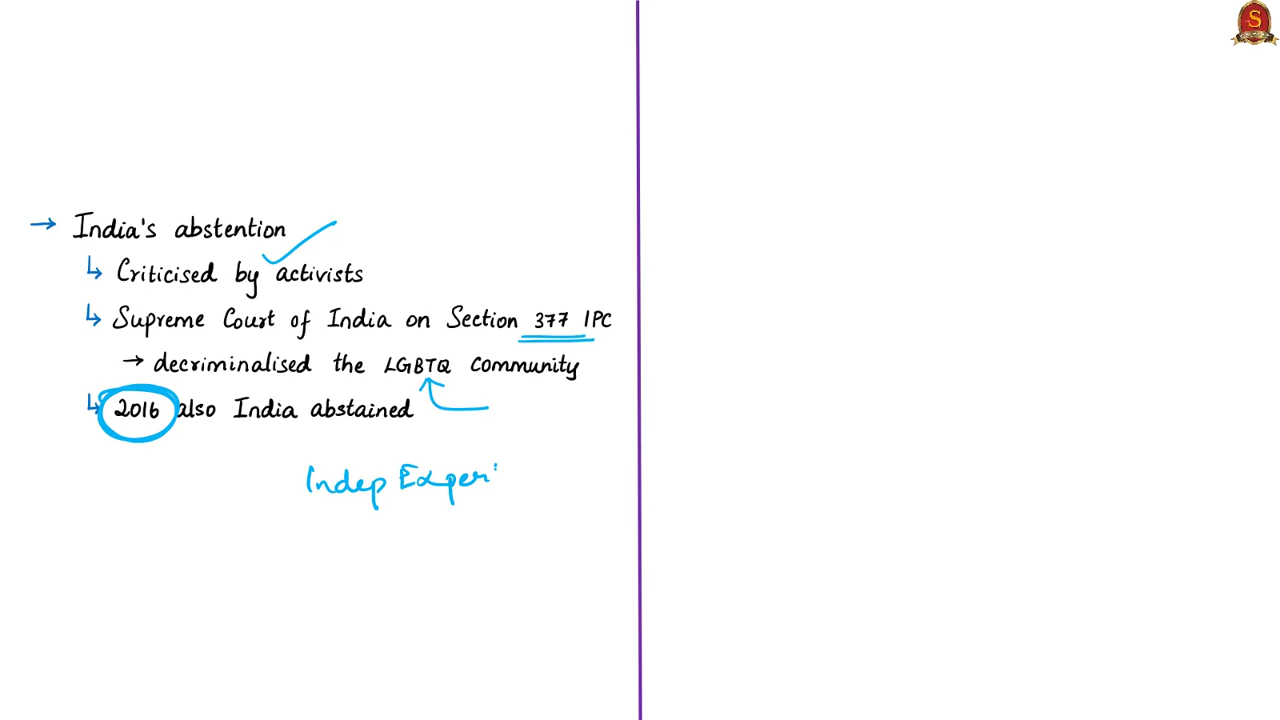 → India's abstention
↳ Criticised by activists
↳ Supreme Court of India on Section 377 IPC
→ decriminalised the LGBTQ community
↳ 2016 also India abstained
Indep Exper
S